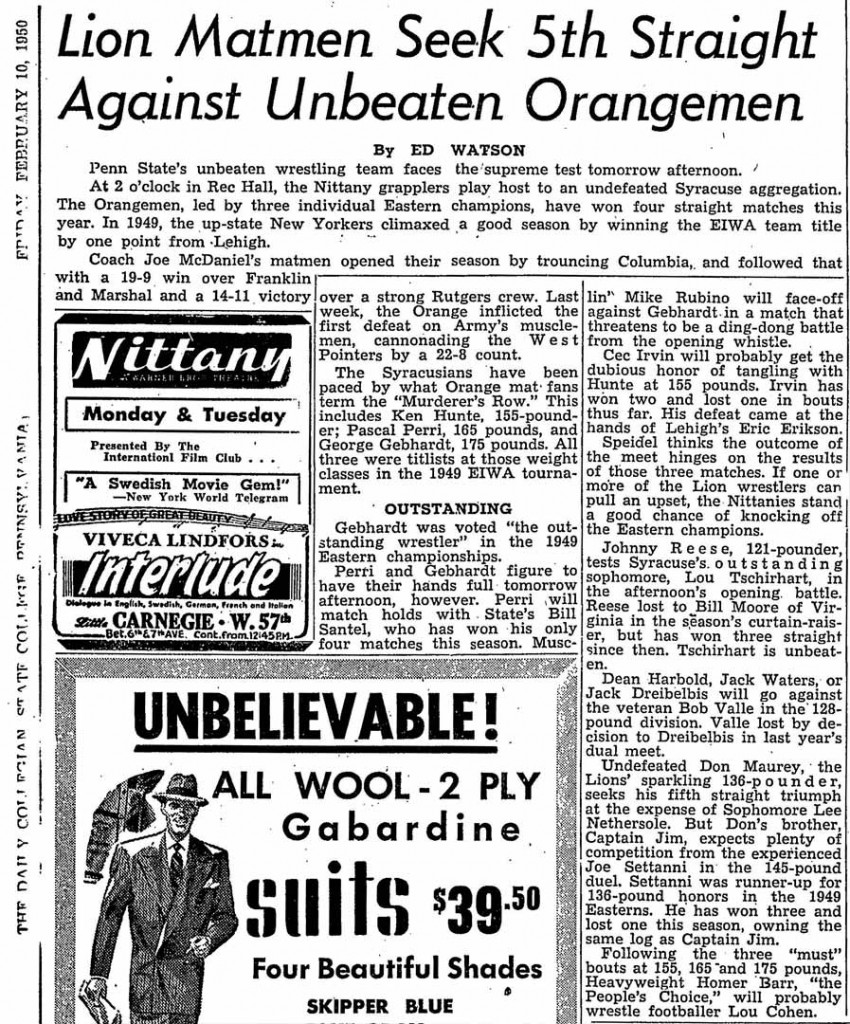 FRIDAY FEBRUARY 10, 1950
THE DAILY COLLEGIAN STATE COLLEGE PENNSYLVANIA
Lion Matmen Seek 5th Straight
Against Unbeaten Orangemen
By ED WATSON
Penn State's unbeaten wrestling team faces the supreme test tomorrow afternoon.
At 2 o'clock in Rec Hall, the Nittany grapplers play host to an undefeated Syracuse aggregation.
The Orangemen, led by three individual Eastern champions, have won four straight matches this
year. In 1949, the up-state New Yorkers climaxed a good season by winning the EIWA team title
by one point from Lehigh.
Coach Joe McDaniel's matmen opened their season by trouncing Columbia, and followed that
with a 19-9 win over Franklin
and Marshal and a 14-11 victory
over a strong Rutgers crew. Last
week, the Orange inflicted the
first defeat on Army's muscle-
men, cannonading the West
Pointers by a 22-8 count.
The Syracusians have been
paced by what Orange mat fans
term the "Murderer's Row." This
includes Ken Hunte, 155-pound-
er; Pascal Perri, 165 pounds, and
George Gebhardt, 175 pounds. All
three were titlists at those weight
classes in the 1949 EIWA tourna-
ment.
OUTSTANDING
Gebhardt was voted "the out-
standing wrestler" in the 1949
Eastern championships.
Perri and Gebhardt figure to
have their hands full tomorrow
afternoon, however. Perri will
match holds with State's Bill
Santel, who has won his only
four matches this season. Musc-
lin" Mike Rubino will face-off
against Gebhardt in a match that
threatens to be a ding-dong battle
from the opening whistle.
Cec Irvin will probably get the
dubious honor of tangling with
Hunte at 155 pounds. Irvin has
won two and lost one in bouts
thus far. His defeat came at the
hands of Lehigh's Eric Erikson.
Speidel thinks the outcome of
the meet hinges on the results
of those three matches. If one or
more of the Lion wrestlers can
pull an upset, the Nittanies stand
a good chance of knocking off
the Eastern champions.
Johnny Reese, 121-pounder,
tests Syracuse's outstanding
sophomore, Lou Tschirhart, in
the afternoon's opening battle.
Reese lost to Bill Moore of Vir-
ginia in the season's curtain-rais-
er, but has won three straight
since then. Tschirhart is unbeat-
en.
Dean Harbold, Jack Waters, or
Jack Dreibelbis will go against
the veteran Bob Valle in the 128-
pound division. Valle lost by de-
cision to Dreibelbis in last year's
dual meet.
Undefeated Don Maurey, the
Lions' sparkling 136-pounder,
seeks his fifth straight triumph
at the expense of Sophomore Lee
Nethersole. But Don's brother,
Captain Jim, expects plenty of
competition from the experienced
Joe Settanni in the 145-pound
duel. Settanni was runner-up for
136-pound honors in the 1949
Easterns. He has won three and
lost one this season, owning the
same log as Captain Jim.
Following the three "must"
bouts at 155, 165 and 175 pounds,
Heavyweight Homer Barr, "the
People's Choice," will probably
wrestle footballer Lou Cohen.
Nittany
A WARNER BROS. THEATRE
Monday & Tuesday
Presented By The
Internationl Film Club . . .
"A Swedish Movie Gem!"
—New York World Telegram
LOVE STORY OF GREAT BEAUTY
VIVECA LINDFORS in
Interlude
Dialogue in English, Swedish, German, French and Italian
Little CARNEGIE • W. 57th
Bet. 6th & 7th AVE. Cont. from 12:45 P.M.
UNBELIEVABLE!
ALL WOOL - 2 PLY
Gabardine
suits $39.50
Four Beautiful Shades
SKIPPER BLUE